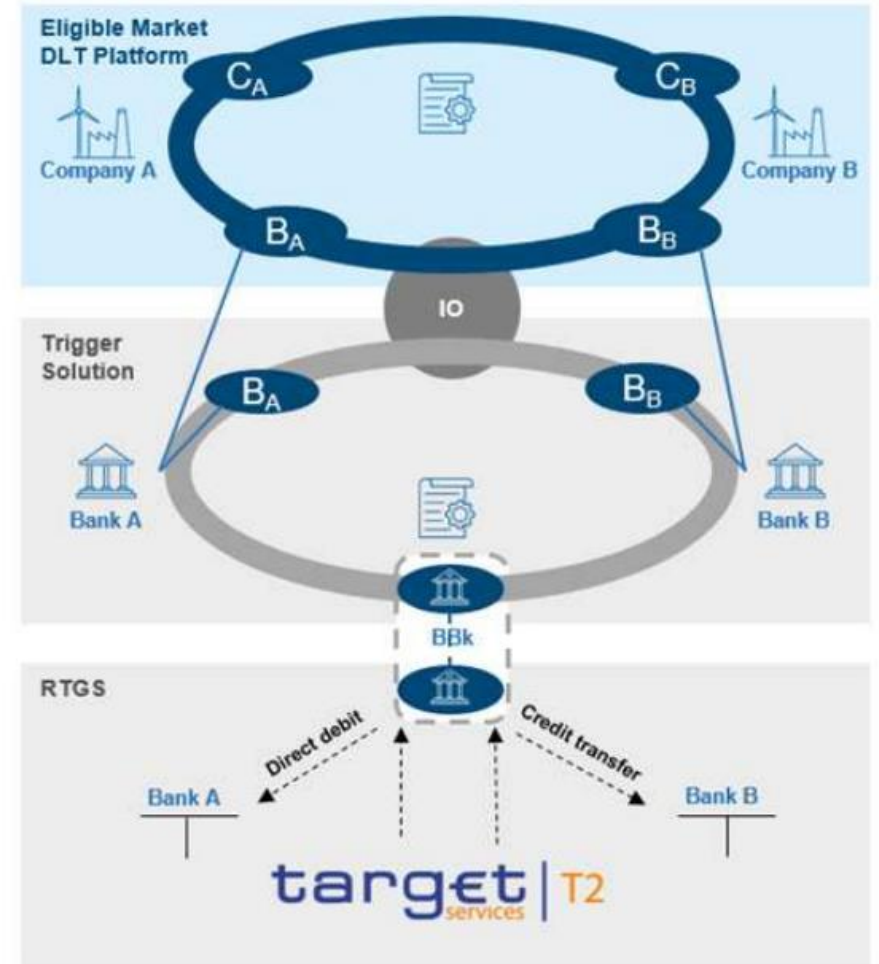 Eligible Market
DLT Platform
CA
CB
Company A
Company B
BA
BB
IO
Trigger
Solution
BA
BB
Bank A
Bank B
BBk
RTGS
Direct debit
Credit transfer
Bank A
Bank B
target
services
T2